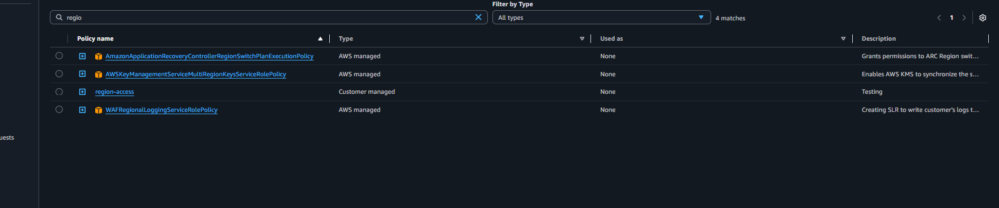 Filter by Type
regio
All types
4 matches
1
Policy name Type Used as Description
AmazonApplicationRecoveryControllerRegionSwitchPlanExecutionPolicy AWS managed None Grants permissions to ARC Region swit...
AWSKeyManagementServiceMultiRegionKeysServiceRolePolicy AWS managed None Enables AWS KMS to synchronize the s...
region-access Customer managed None Testing
WAFRegionalLoggingServiceRolePolicy AWS managed None Creating SLR to write customer's logs t...
uests